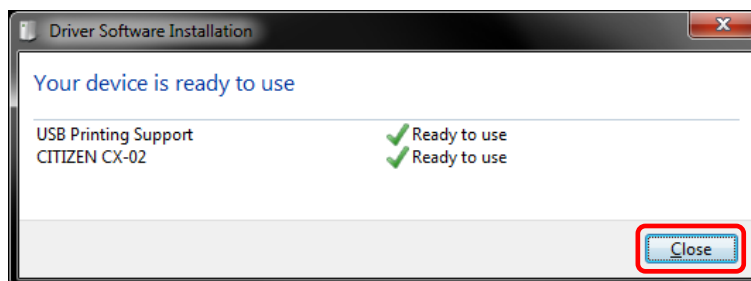 Driver Software Installation
Your device is ready to use
USB Printing Support Ready to use
CITIZEN CX-02 Ready to use
Close